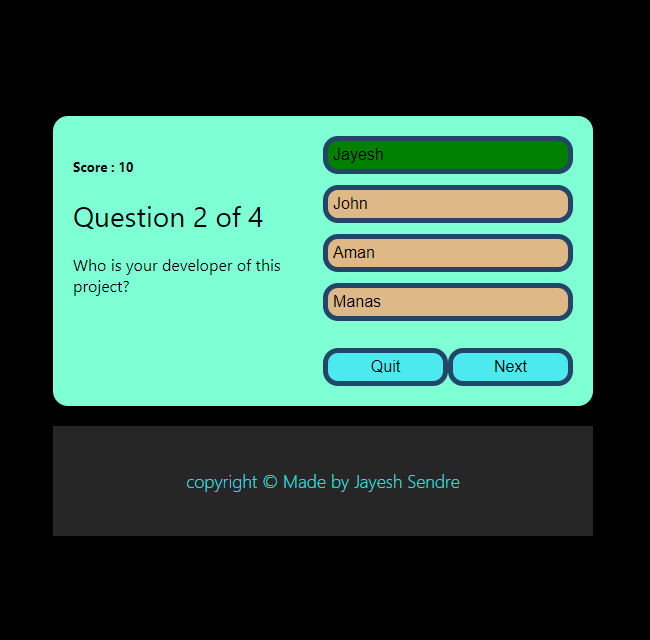 Score : 10
Question 2 of 4
Who is your developer of this
project?
Jayesh
John
Aman
Manas
Quit
Next
copyright © Made by Jayesh Sendre